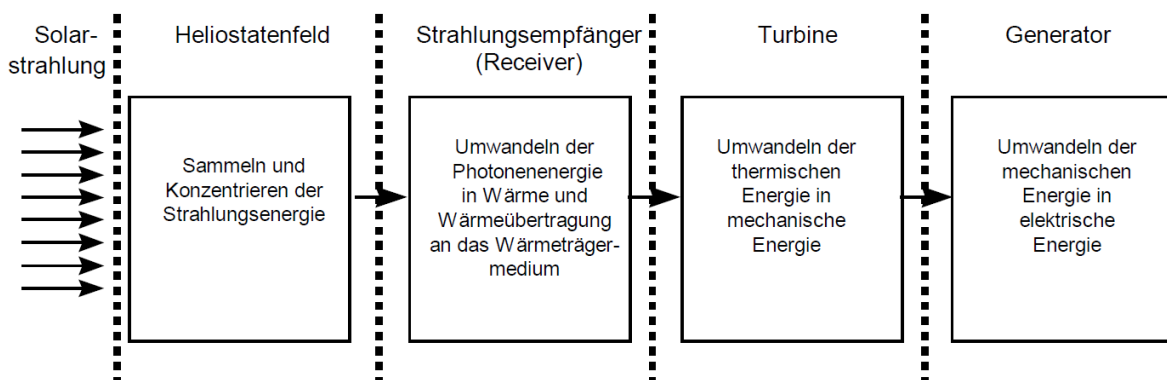 Solar-
strahlung
Heliostatenfeld
Strahlungsempfänger
(Receiver)
Turbine
Generator
Sammeln und
Konzentrieren der
Strahlungsenergie
Umwandeln der
Photonenenergie
in Wärme und
Wärmeübertragung
an das Wärmeträger-
medium
Umwandeln der
thermischen
Energie in
mechanische
Energie
Umwandeln der
mechanischen
Energie in
elektrische
Energie